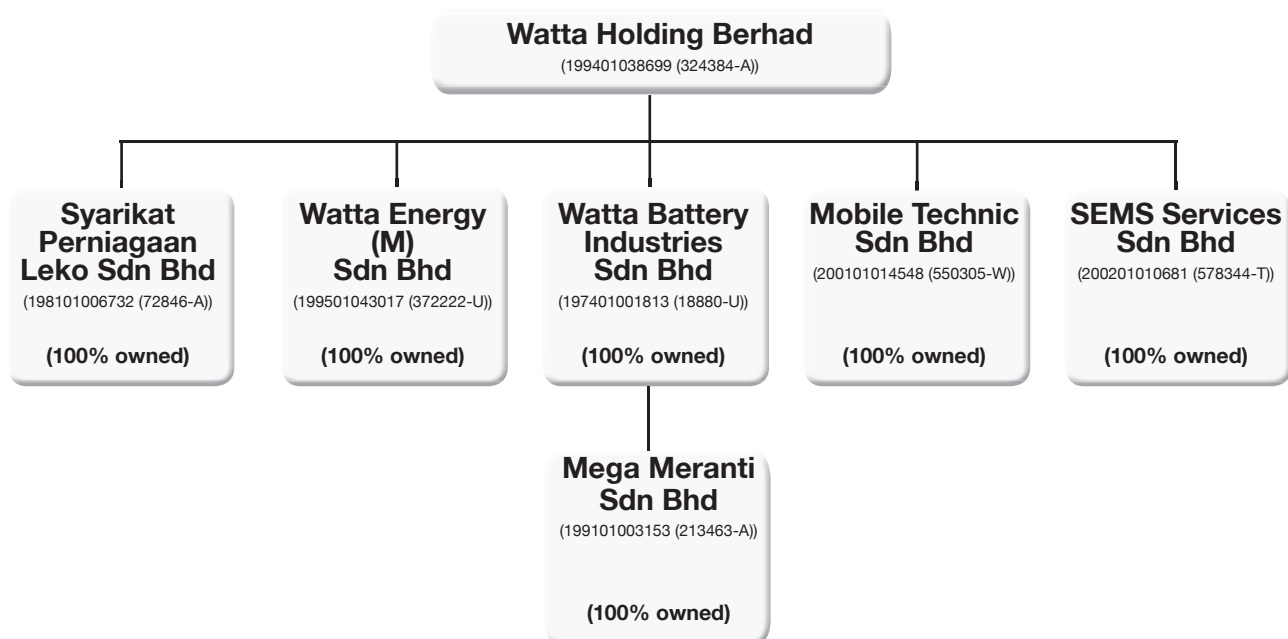 Watta Holding Berhad
(199401038699 (324384-A))
Syarikat
Perniagaan
Leko Sdn Bhd
(198101006732 (72846-A))
(100% owned)
Watta Energy
(M)
Sdn Bhd
(199501043017 (372222-U))
(100% owned)
Watta Battery
Industries
Sdn Bhd
(197401001813 (18880-U))
(100% owned)
Mobile Technic
Sdn Bhd
(200101014548 (550305-W))
(100% owned)
SEMS Services
Sdn Bhd
(200201010681 (578344-T))
(100% owned)
Mega Meranti
Sdn Bhd
(199101003153 (213463-A))
(100% owned)